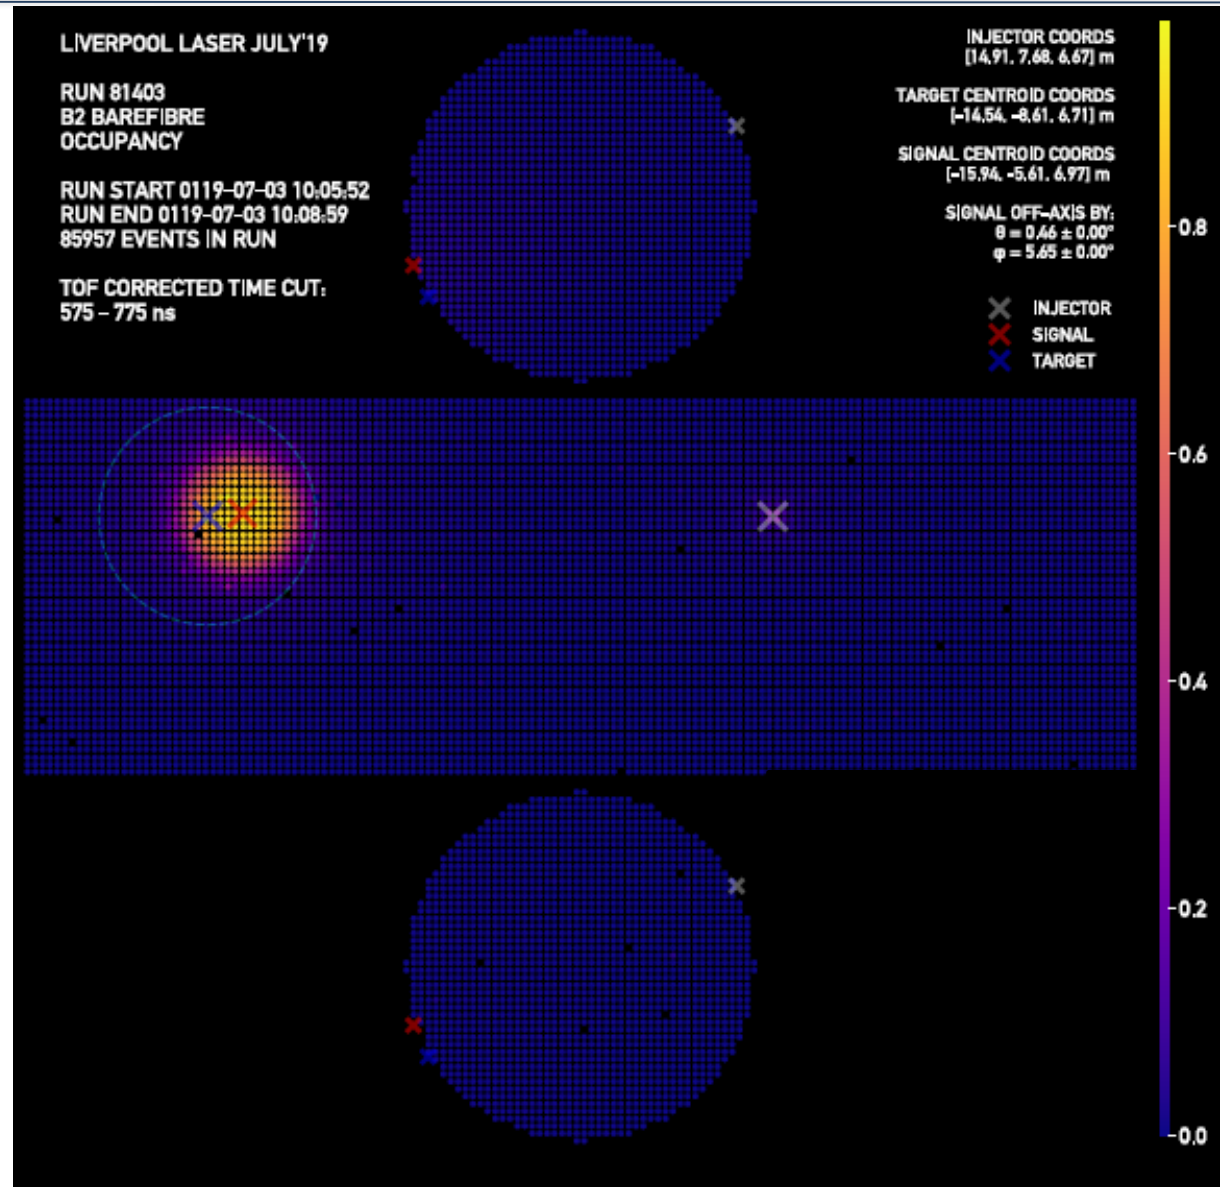 LIVERPOOL LASER JULY'19
RUN 81403
B2 BAREFIBRE
OCCUPANCY
RUN START 0119-07-03 10:05:52
RUN END 0119-07-03 10:08:59
85957 EVENTS IN RUN
TOF CORRECTED TIME CUT:
575 – 775 ns
INJECTOR COORDS
[14.91, 7.68, 6.67] m
TARGET CENTROID COORDS
[-14.54, -8.61, 6.71] m
SIGNAL CENTROID COORDS
[-15.94, -5.61, 6.97] m
SIGNAL OFF-AXIS BY:
θ = 0.46 ± 0.00°
φ = 5.65 ± 0.00°
INJECTOR
SIGNAL
TARGET
0.8
0.6
0.4
0.2
0.0